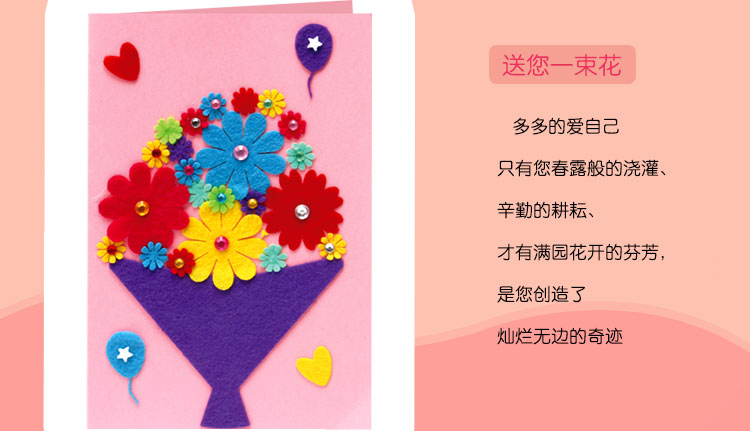 送您一束花
多多的爱自己
只有您春露般的浇灌、
辛勤的耕耘、
才有满园花开的芬芳，
是您创造了
灿烂无边的奇迹